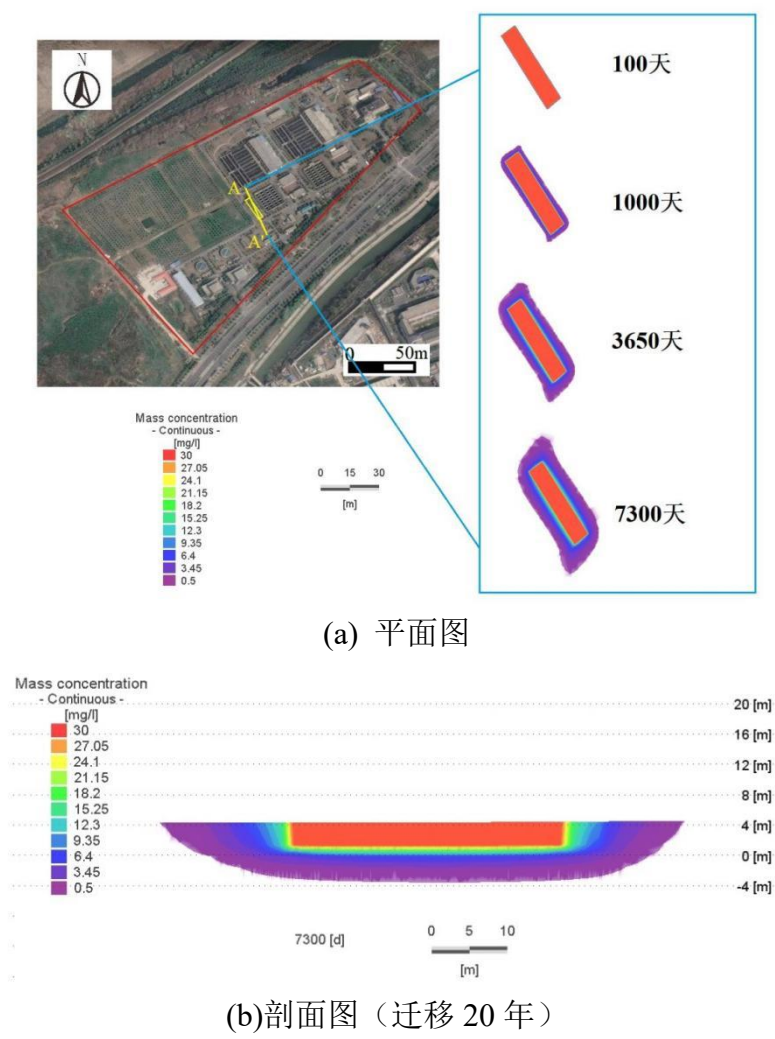 N
A
A'
0 50m
100天
1000天
3650天
7300天
Mass concentration
- Continuous -
[mg/l]
30
27.05
24.1
21.15
18.2
15.25
12.3
9.35
6.4
3.45
0.5
0 15 30
[m]
(a) 平面图
Mass concentration
- Continuous -
[mg/l]
30
27.05
24.1
21.15
18.2
15.25
12.3
9.35
6.4
3.45
0.5
20 [m]
16 [m]
12 [m]
8 [m]
4 [m]
0 [m]
-4 [m]
7300 [d]
0 5 10
[m]
(b)剖面图（迁移 20 年）